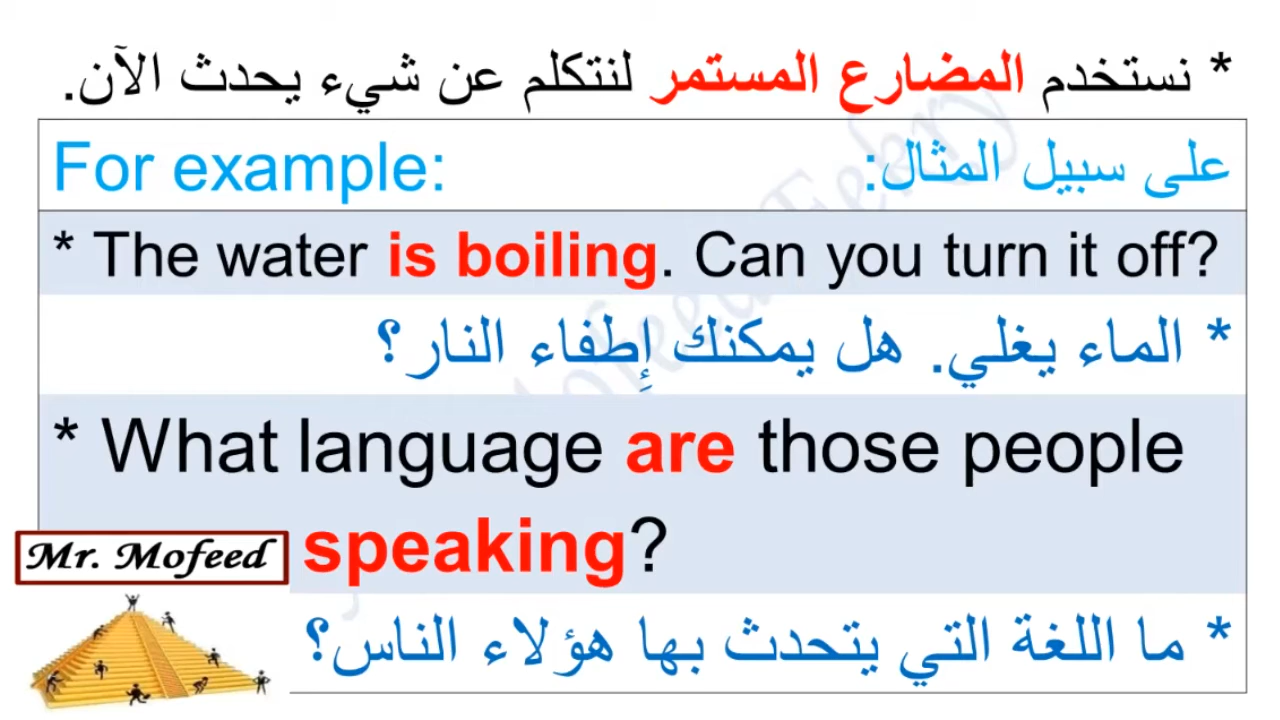 * نستخدم المضارع المستمر لنتكلم عن شيء يحدث الآن.
For example: على سبيل المثال:
* The water is boiling. Can you turn it off?
* الماء يغلي. هل يمكنك إِطفاء النار؟
* What language are those people
speaking?
Mr. Mofeed
* ما اللغة التي يتحدث بها هؤلاء الناس؟